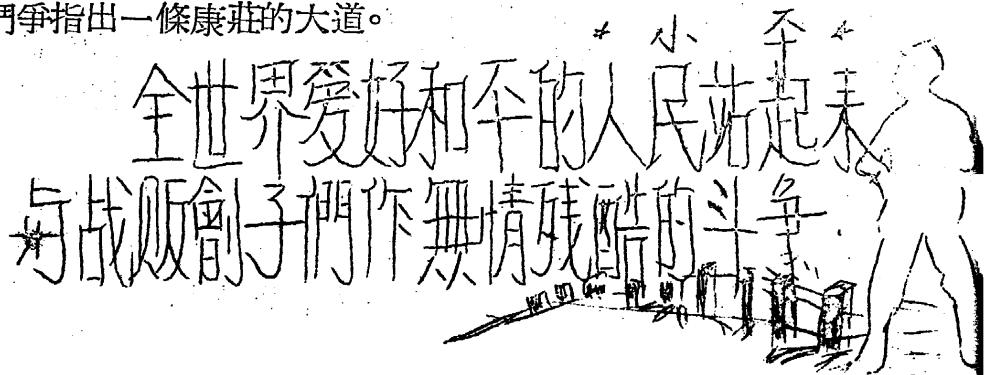 鬥爭指出一條康莊的大道。
小 平
全世界爱好和平的人民站起来
与战贩劊子們作無情残酷的斗争